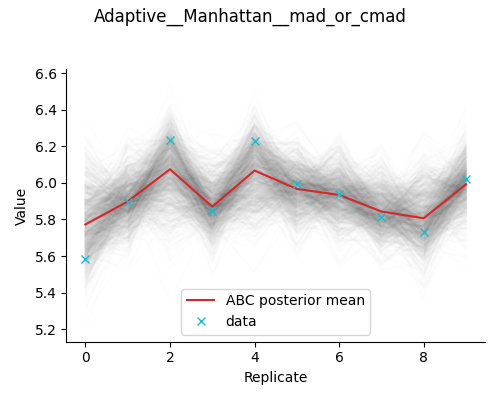 Adaptive__Manhattan__mad_or_cmad
6.6
6.4
6.2
6.0
5.8
5.6
5.4
5.2
Value
ABC posterior mean
data
0 2 4 6 8
Replicate